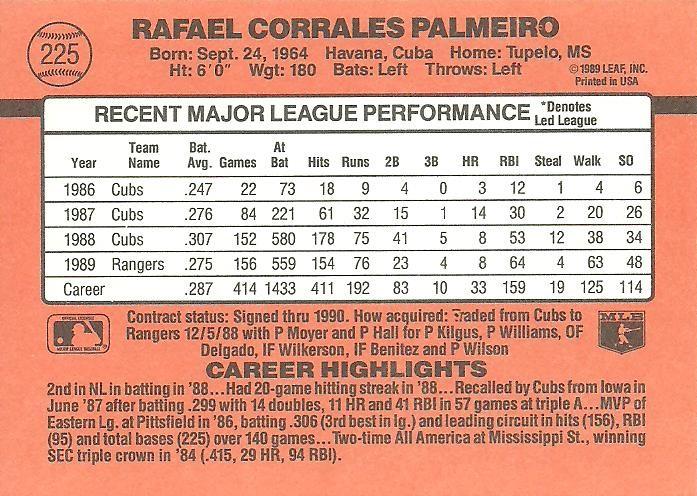 225
RAFAEL CORRALES PALMEIRO
Born: Sept. 24, 1964 Havana, Cuba Home: Tupelo, MS
Ht: 6'0" Wgt: 180 Bats: Left Throws: Left
©1989 LEAF, INC.
Printed in USA
RECENT MAJOR LEAGUE PERFORMANCE *Denotes Led League
Year Team Name Bat. Avg. Games At Bat Hits Runs 2B 3B HR RBI Steal Walk SO
1986 Cubs .247 22 73 18 9 4 0 3 12 1 4 6
1987 Cubs .276 84 221 61 32 15 1 14 30 2 20 26
1988 Cubs .307 152 580 178 75 41 5 8 53 12 38 34
1989 Rangers .275 156 559 154 76 23 4 8 64 4 63 48
Career .287 414 1433 411 192 83 10 33 159 19 125 114
Contract status: Signed thru 1990. How acquired: Traded from Cubs to
Rangers 12/5/88 with P Moyer and P Hall for P Kilgus, P Williams, OF
Delgado, IF Wilkerson, IF Benitez and P Wilson
MLB
CAREER HIGHLIGHTS
2nd in NL in batting in '88...Had 20-game hitting streak in '88...Recalled by Cubs from Iowa in
June '87 after batting .299 with 14 doubles, 11 HR and 41 RBI in 57 games at triple A...MVP of
Eastern Lg. at Pittsfield in '86, batting .306 (3rd best in lg.) and leading circuit in hits (156), RBI
(95) and total bases (225) over 140 games...Two-time All America at Mississippi St., winning
SEC triple crown in '84 (.415, 29 HR, 94 RBI).